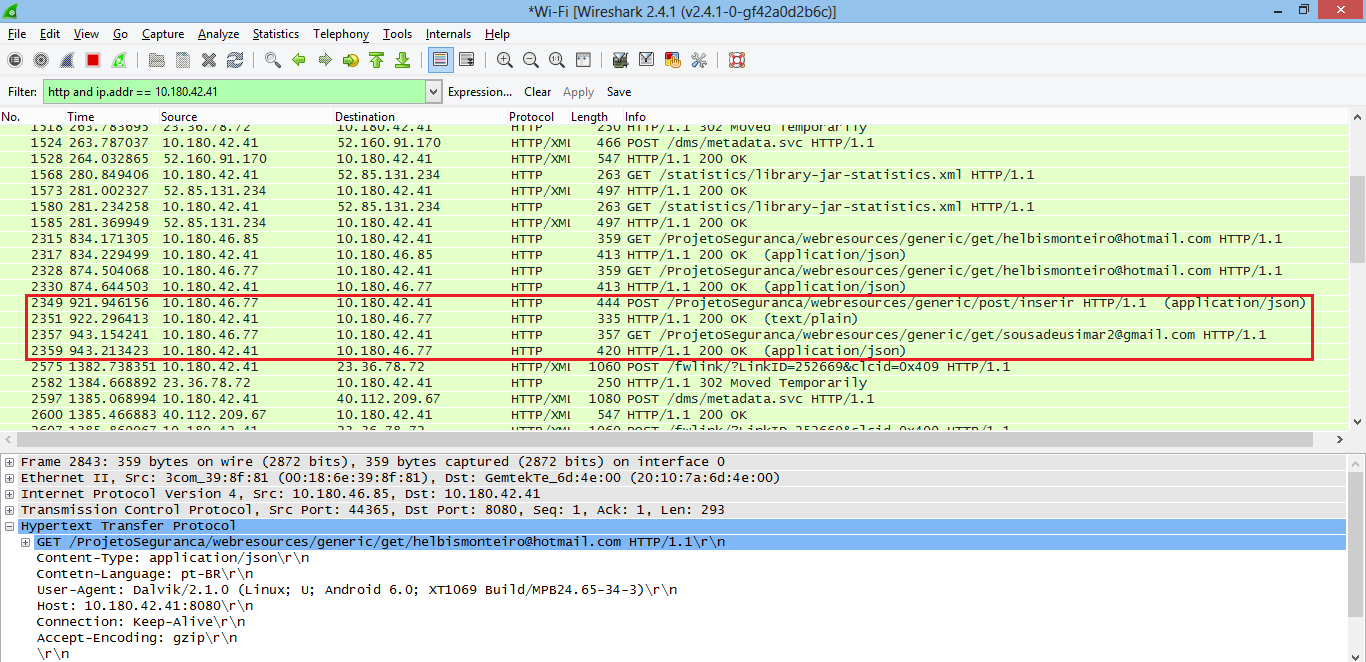 *Wi-Fi [Wireshark 2.4.1 (v2.4.1-0-gf42a0d2b6c)]
File Edit View Go Capture Analyze Statistics Telephony Tools Internals Help
Filter: http and ip.addr == 10.180.42.41 Expression... Clear Apply Save
No. Time Source Destination Protocol Length Info
1518 263.783695 23.36.78.72 10.180.42.41 HTTP 250 HTTP/1.1 302 Moved Temporarily
1524 263.787037 10.180.42.41 52.160.91.170 HTTP/XML 466 POST /dms/metadata.svc HTTP/1.1
1528 264.032865 52.160.91.170 10.180.42.41 HTTP/XML 547 HTTP/1.1 200 OK
1568 280.849406 10.180.42.41 52.85.131.234 HTTP 263 GET /statistics/library-jar-statistics.xml HTTP/1.1
1573 281.002327 52.85.131.234 10.180.42.41 HTTP/XML 497 HTTP/1.1 200 OK
1580 281.234258 10.180.42.41 52.85.131.234 HTTP 263 GET /statistics/library-jar-statistics.xml HTTP/1.1
1585 281.369949 52.85.131.234 10.180.42.41 HTTP/XML 497 HTTP/1.1 200 OK
2315 834.171305 10.180.46.85 10.180.42.41 HTTP 359 GET /ProjetoSeguranca/webresources/generic/get/helbismonteiro@hotmail.com HTTP/1.1
2317 834.229499 10.180.42.41 10.180.46.85 HTTP 413 HTTP/1.1 200 OK (application/json)
2328 874.504068 10.180.46.77 10.180.42.41 HTTP 359 GET /ProjetoSeguranca/webresources/generic/get/helbismonteiro@hotmail.com HTTP/1.1
2330 874.644503 10.180.42.41 10.180.46.77 HTTP 413 HTTP/1.1 200 OK (application/json)
2349 921.946156 10.180.46.77 10.180.42.41 HTTP 444 POST /ProjetoSeguranca/webresources/generic/post/inserir HTTP/1.1 (application/json)
2351 922.296413 10.180.42.41 10.180.46.77 HTTP 335 HTTP/1.1 200 OK (text/plain)
2357 943.154241 10.180.46.77 10.180.42.41 HTTP 357 GET /ProjetoSeguranca/webresources/generic/get/sousadeusimar2@gmail.com HTTP/1.1
2359 943.213423 10.180.42.41 10.180.46.77 HTTP 420 HTTP/1.1 200 OK (application/json)
2575 1382.738351 10.180.42.41 23.36.78.72 HTTP/XML 1060 POST /fwlink/?LinkID=252669&clcid=0x409 HTTP/1.1
2582 1384.668892 23.36.78.72 10.180.42.41 HTTP 250 HTTP/1.1 302 Moved Temporarily
2597 1385.068994 10.180.42.41 40.112.209.67 HTTP/XML 1080 POST /dms/metadata.svc HTTP/1.1
2600 1385.466883 40.112.209.67 10.180.42.41 HTTP/XML 547 HTTP/1.1 200 OK
Frame 2843: 359 bytes on wire (2872 bits), 359 bytes captured (2872 bits) on interface 0
Ethernet II, Src: 3com_39:8f:81 (00:18:6e:39:8f:81), Dst: GemtekTe_6d:4e:00 (20:10:7a:6d:4e:00)
Internet Protocol Version 4, Src: 10.180.46.85, Dst: 10.180.42.41
Transmission Control Protocol, Src Port: 44365, Dst Port: 8080, Seq: 1, Ack: 1, Len: 293
Hypertext Transfer Protocol
GET /ProjetoSeguranca/webresources/generic/get/helbismonteiro@hotmail.com HTTP/1.1\r\n
Content-Type: application/json\r\n
Contetn-Language: pt-BR\r\n
User-Agent: Dalvik/2.1.0 (Linux; U; Android 6.0; XT1069 Build/MPB24.65-34-3)\r\n
Host: 10.180.42.41:8080\r\n
Connection: Keep-Alive\r\n
Accept-Encoding: gzip\r\n
\r\n